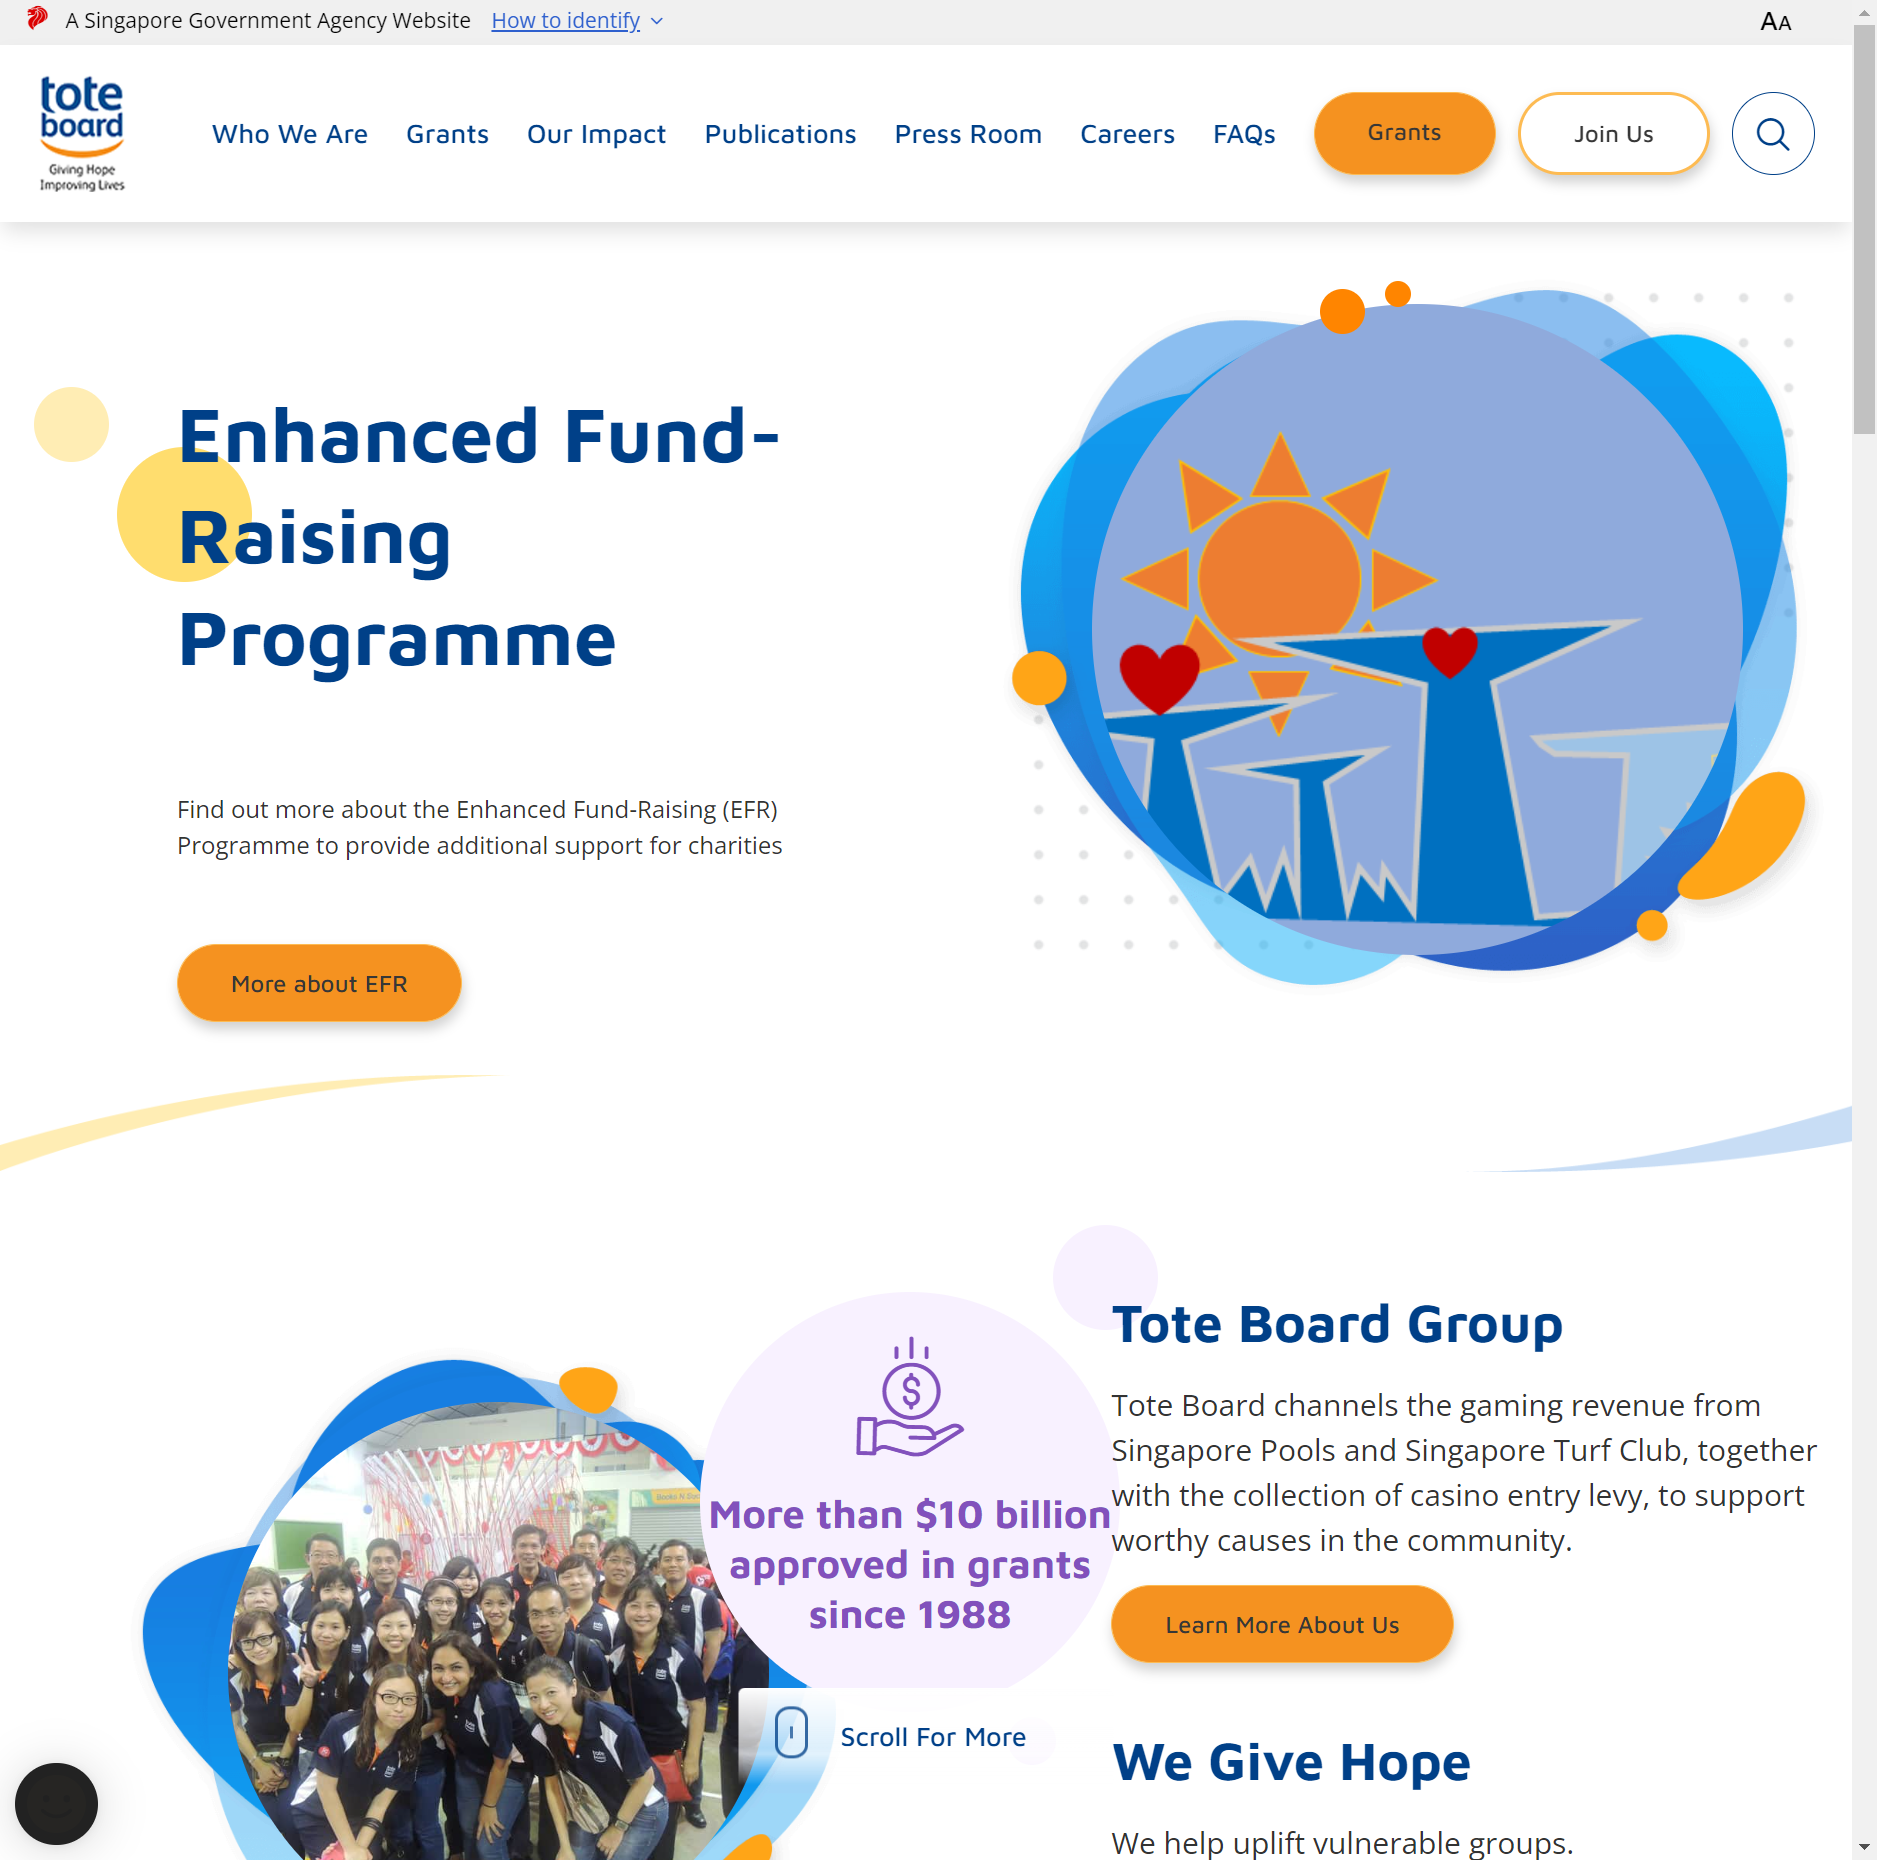 A Singapore Government Agency Website How to identify
AA
tote
board
Giving Hope
Improving Lives
Who We Are Grants Our Impact Publications Press Room Careers FAQs Grants Join Us
Enhanced Fund-
Raising
Programme
Find out more about the Enhanced Fund-Raising (EFR)
Programme to provide additional support for charities
More about EFR
More than $10 billion
approved in grants
since 1988
Tote Board Group
Tote Board channels the gaming revenue from
Singapore Pools and Singapore Turf Club, together
with the collection of casino entry levy, to support
worthy causes in the community.
Learn More About Us
Scroll For More
We Give Hope
We help uplift vulnerable groups.